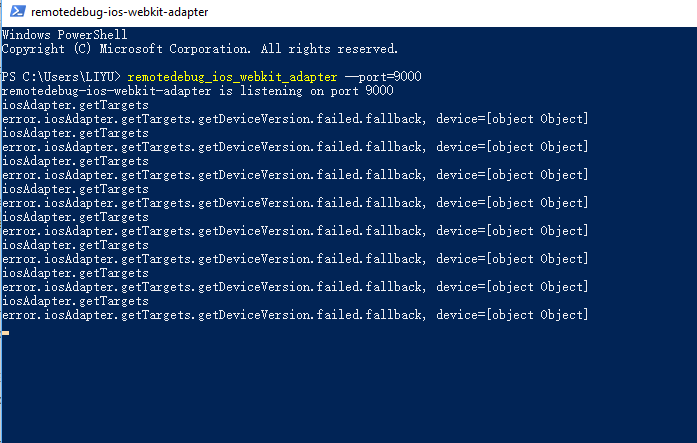 remotedebug-ios-webkit-adapter
Windows PowerShell
Copyright (C) Microsoft Corporation. All rights reserved.
PS C:\Users\LIYU> remotedebug_ios_webkit_adapter --port=9000
remotedebug-ios-webkit-adapter is listening on port 9000
iosAdapter.getTargets
error.iosAdapter.getTargets.getDeviceVersion.failed.fallback, device=[object Object]
iosAdapter.getTargets
error.iosAdapter.getTargets.getDeviceVersion.failed.fallback, device=[object Object]
iosAdapter.getTargets
error.iosAdapter.getTargets.getDeviceVersion.failed.fallback, device=[object Object]
iosAdapter.getTargets
error.iosAdapter.getTargets.getDeviceVersion.failed.fallback, device=[object Object]
iosAdapter.getTargets
error.iosAdapter.getTargets.getDeviceVersion.failed.fallback, device=[object Object]
iosAdapter.getTargets
error.iosAdapter.getTargets.getDeviceVersion.failed.fallback, device=[object Object]
iosAdapter.getTargets
error.iosAdapter.getTargets.getDeviceVersion.failed.fallback, device=[object Object]
iosAdapter.getTargets
error.iosAdapter.getTargets.getDeviceVersion.failed.fallback, device=[object Object]